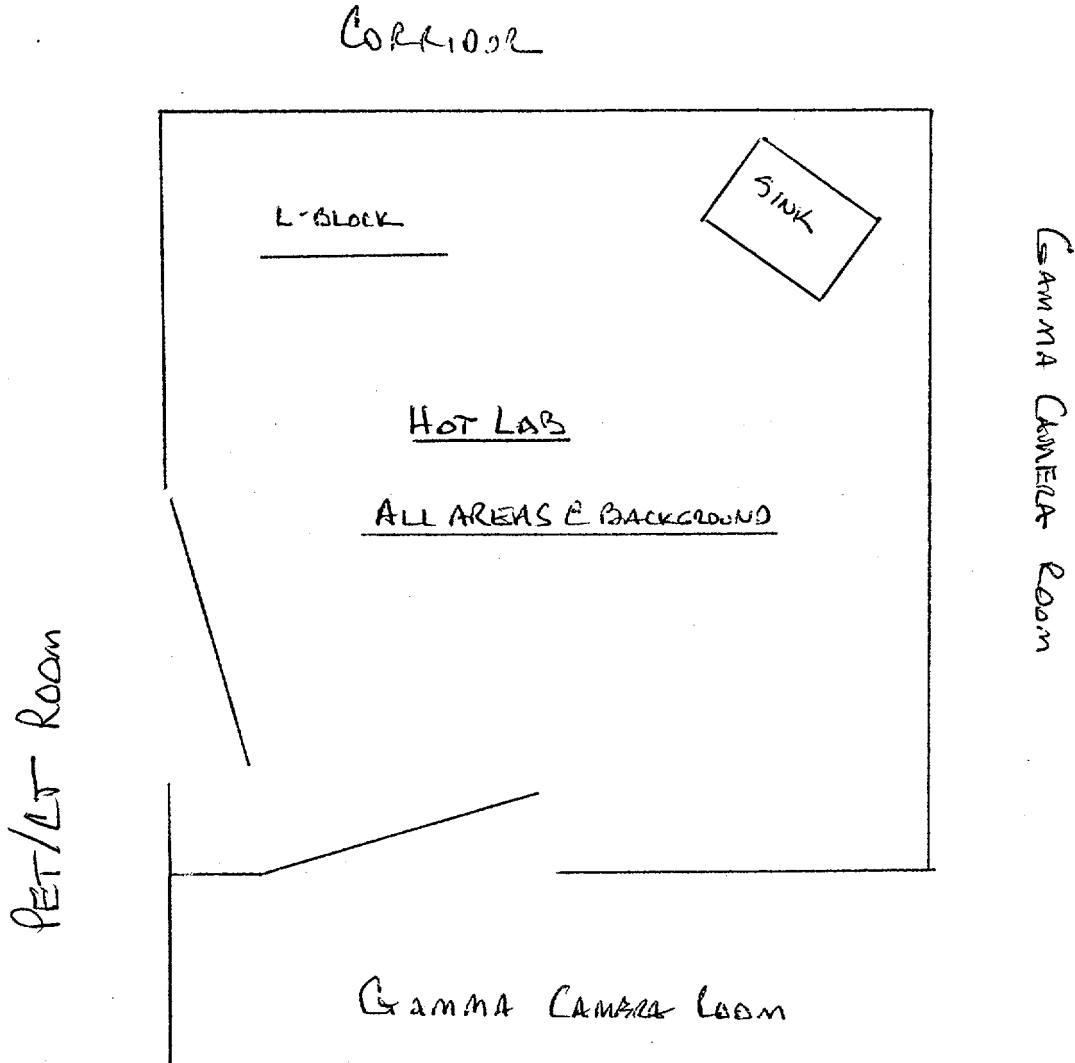 CORRIDOR
L-BLOCK
SINK
GAMMA CAMERA ROOM
HOT LAB
ALL AREAS @ BACKGROUND
PET/CT ROOM
GAMMA CAMERA ROOM